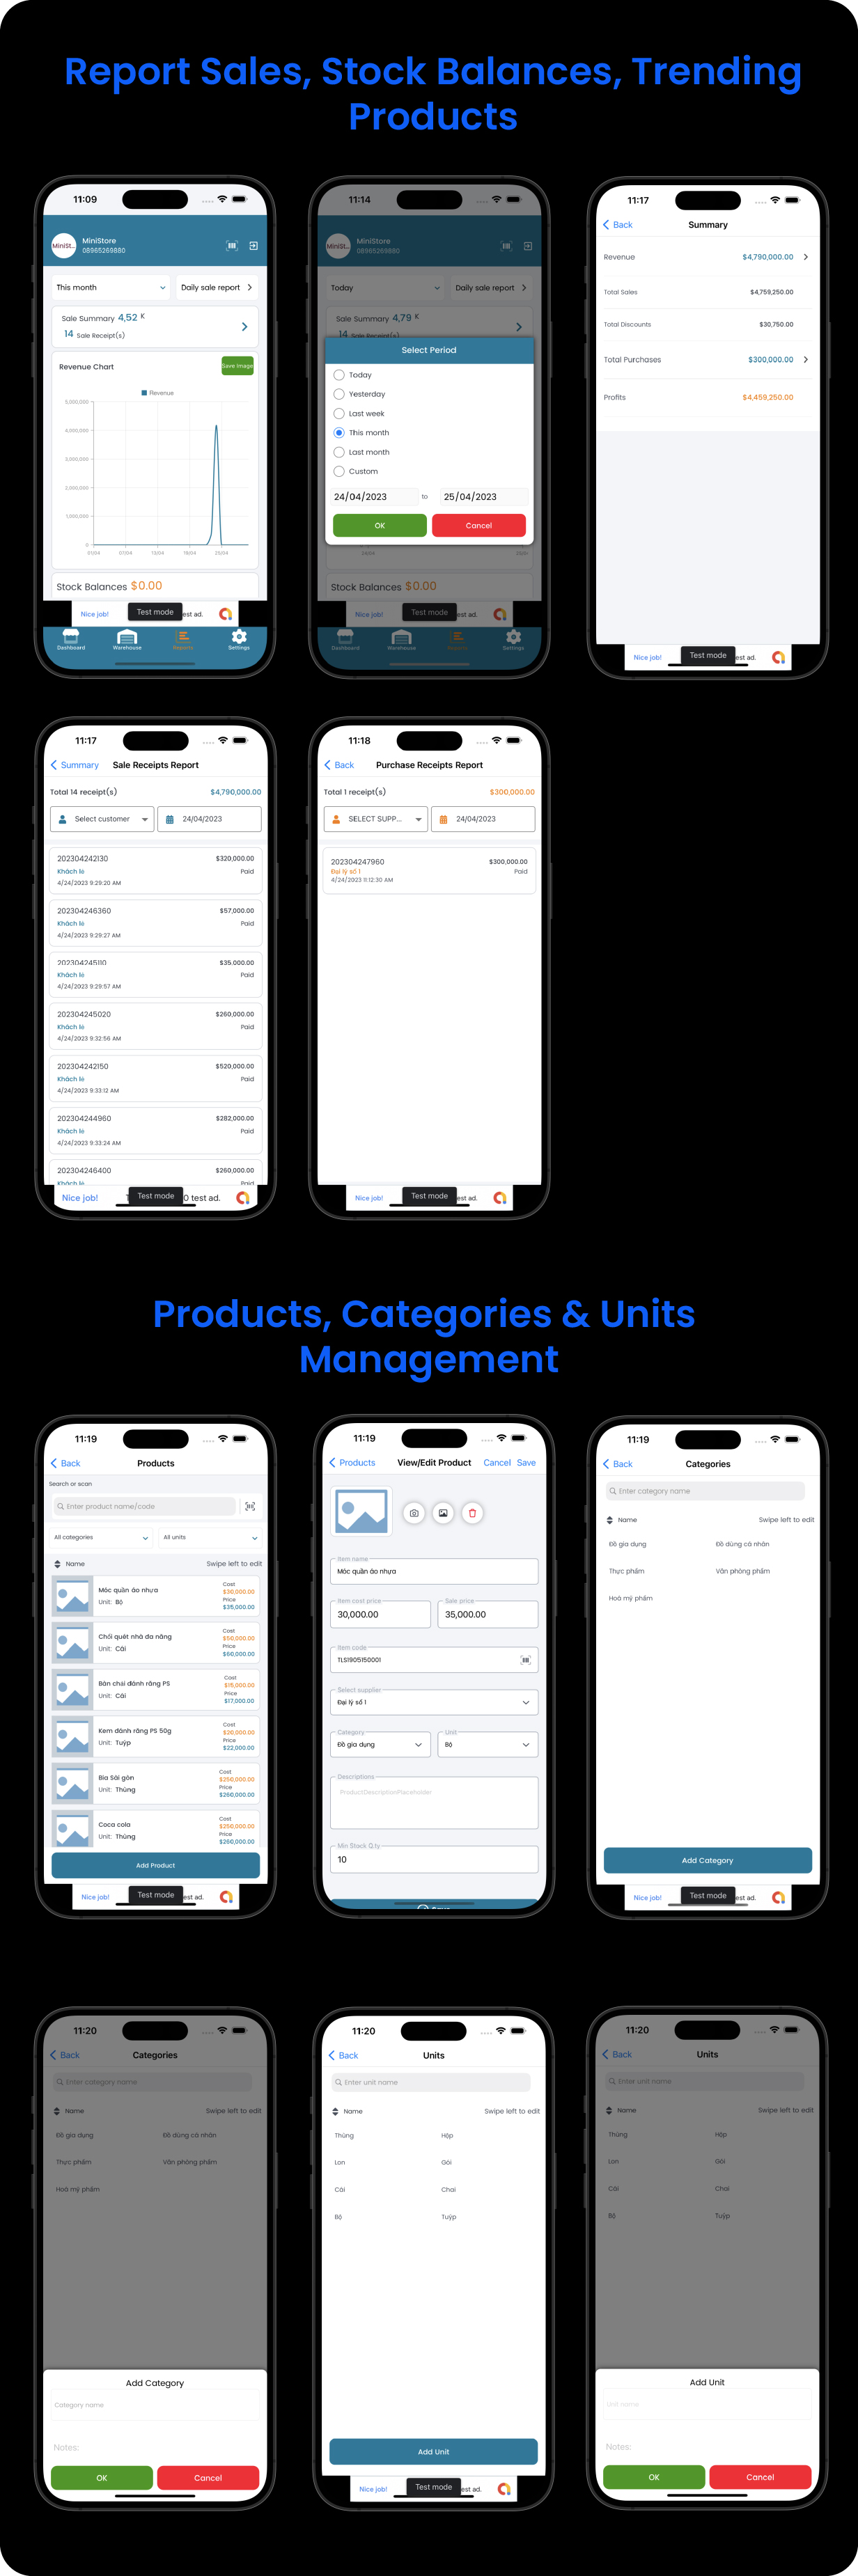 Report Sales, Stock Balances, Trending
Products
11:09
MiniSt...
MiniStore
08965269880
This month
Daily sale report
Sale Summary 4,52 K
14 Sale Receipt(s)
Revenue Chart
Save Image
Revenue
5,000,000
4,000,000
3,000,000
2,000,000
1,000,000
0
01/04 07/04 13/04 19/04 25/04
Stock Balances $0.00
Nice job! Test mode est ad.
Dashboard Warehouse Reports Settings
11:14
MiniSt...
MiniStore
08965269880
Today
Daily sale report
Sale Summary 4,79 K
14 Sale Receipt(s)
Select Period
Today
Yesterday
Last week
This month
Last month
Custom
24/04/2023 to 25/04/2023
OK Cancel
Stock Balances $0.00
Nice job! Test mode est ad.
Dashboard Warehouse Reports Settings
11:17
Back Summary
Revenue $4,790,000.00
Total Sales $4,759,250.00
Total Discounts $30,750.00
Total Purchases $300,000.00
Profits $4,459,250.00
Nice job! Test mode est ad.
11:17
Summary Sale Receipts Report
Total 14 receipt(s) $4,790,000.00
Select customer 24/04/2023
202304242130 $320,000.00
Khách lẻ Paid
4/24/2023 9:29:20 AM
202304246360 $57,000.00
Khách lẻ Paid
4/24/2023 9:29:27 AM
202304245110 $35,000.00
Khách lẻ Paid
4/24/2023 9:29:57 AM
202304245020 $260,000.00
Khách lẻ Paid
4/24/2023 9:32:56 AM
202304242150 $520,000.00
Khách lẻ Paid
4/24/2023 9:33:12 AM
202304244960 $282,000.00
Khách lẻ Paid
4/24/2023 9:33:24 AM
202304246400 $260,000.00
Khách lẻ Paid
Nice job! Test mode 0 test ad.
11:18
Back Purchase Receipts Report
Total 1 receipt(s) $300,000.00
SELECT SUPP... 24/04/2023
202304247960 $300,000.00
Đại lý số 1 Paid
4/24/2023 11:12:30 AM
Nice job! Test mode est ad.
Products, Categories & Units
Management
11:19
Back Products
Search or scan
Enter product name/code
All categories All units
Name Swipe left to edit
Móc quần áo nhựa
Unit: Bộ
Cost
$30,000.00
Price
$35,000.00
Chổi quét nhà đa năng
Unit: Cái
Cost
$50,000.00
Price
$60,000.00
Bàn chải đánh răng PS
Unit: Cái
Cost
$15,000.00
Price
$17,000.00
Kem đánh răng PS 50g
Unit: Tuýp
Cost
$20,000.00
Price
$22,000.00
Bia Sài gòn
Unit: Thùng
Cost
$250,000.00
Price
$260,000.00
Coca cola
Unit: Thùng
Cost
$250,000.00
Price
$260,000.00
Add Product
Nice job! Test mode est ad.
11:19
Products View/Edit Product Cancel Save
Item name
Móc quần áo nhựa
Item cost price Sale price
30,000.00 35,000.00
Item code
TLS1905150001
Select supplier
Đại lý số 1
Category Unit
Đồ gia dụng Bộ
Descriptions
ProductDescriptionPlaceholder
Min Stock Q.ty
10
Save
11:19
Back Categories
Enter category name
Name Swipe left to edit
Đồ gia dụng Đồ dùng cá nhân
Thực phẩm Văn phòng phẩm
Hoá mỹ phẩm
Add Category
Nice job! Test mode est ad.
11:20
Back Categories
Enter category name
Name Swipe left to edit
Đồ gia dụng Đồ dùng cá nhân
Thực phẩm Văn phòng phẩm
Hoá mỹ phẩm
Add Category
Category name
Notes:
OK Cancel
11:20
Back Units
Enter unit name
Name Swipe left to edit
Thùng Hộp
Lon Gói
Cái Chai
Bộ Tuýp
Add Unit
Nice job! Test mode est ad.
11:20
Back Units
Enter unit name
Name Swipe left to edit
Thùng Hộp
Lon Gói
Cái Chai
Bộ Tuýp
Add Unit
Unit name
Notes:
OK Cancel